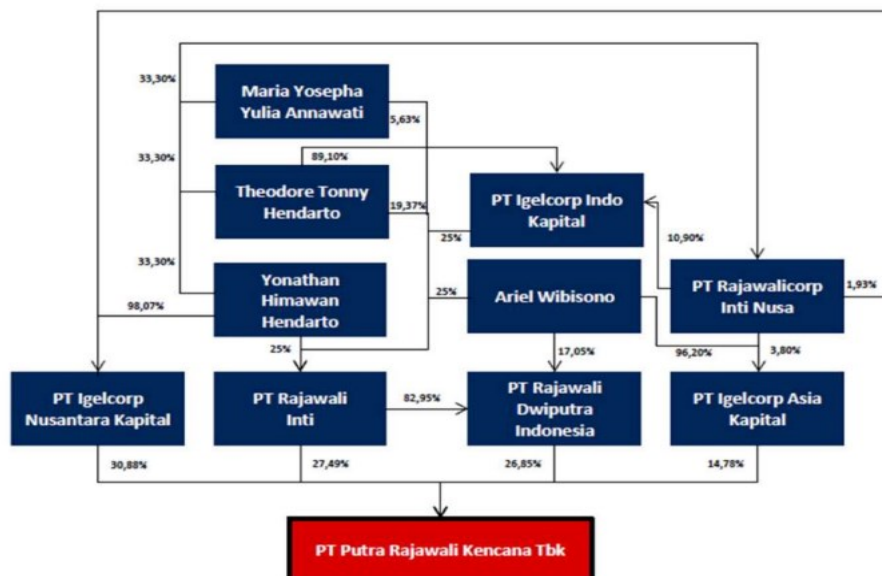 33,30%
Maria Yosepha
Yulia Annawati
5,63%
89,10%
33,30%
Theodore Tonny
Hendarto
19,37%
PT Igelcorp Indo
Kapital
25%
10,90%
33,30%
Yonathan
Himawan
Hendarto
98,07%
25%
25%
Ariel Wibisono
PT Rajawalicorp
Inti Nusa
1,93%
17,05%
96,20%
3,80%
PT Igelcorp
Nusantara Kapital
PT Rajawali
Inti
82,95%
PT Rajawali
Dwiputra
Indonesia
PT Igelcorp Asia
Kapital
30,88%
27,49%
26,85%
14,78%
PT Putra Rajawali Kencana Tbk